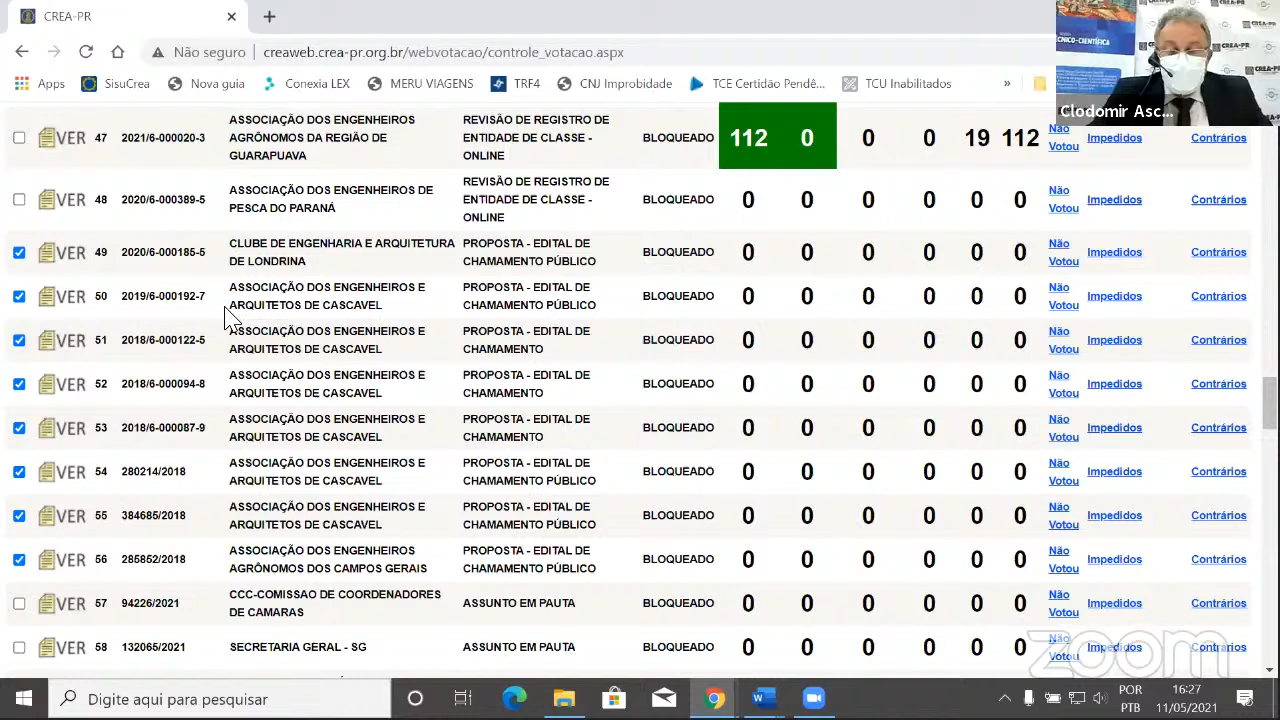 CREA-PR
Não seguro
TCU Inabilitados
TCE Certidão
Apps SisuCrea
Clodomir Asc...
TÉCNICO-CIENTÍFICA
ASSOCIAÇÃO DOS ENGENHEIROS AGRÔNOMOS DA REGIÃO DE GUARAPUAVA
VER 47 2021/6-000020-3 REVISÃO DE REGISTRO DE ENTIDADE DE CLASSE - ONLINE BLOQUEADO 112 0 0 0 19 112 Não Votou Impedidos Contrários
VER 48 2020/6-000389-5 ASSOCIAÇÃO DOS ENGENHEIROS DE PESCA DO PARANÁ REVISÃO DE REGISTRO DE ENTIDADE DE CLASSE - ONLINE BLOQUEADO 0 0 0 0 0 0 Não Votou Impedidos Contrários
VER 49 2020/6-000185-5 CLUBE DE ENGENHARIA E ARQUITETURA DE LONDRINA PROPOSTA - EDITAL DE CHAMAMENTO PÚBLICO BLOQUEADO 0 0 0 0 0 0 Não Votou Impedidos Contrários
VER 50 2019/6-000192-7 ASSOCIAÇÃO DOS ENGENHEIROS E ARQUITETOS DE CASCAVEL PROPOSTA - EDITAL DE CHAMAMENTO PÚBLICO BLOQUEADO 0 0 0 0 0 0 Não Votou Impedidos Contrários
VER 51 2018/6-000122-5 ASSOCIAÇÃO DOS ENGENHEIROS E ARQUITETOS DE CASCAVEL PROPOSTA - EDITAL DE CHAMAMENTO BLOQUEADO 0 0 0 0 0 0 Não Votou Impedidos Contrários
VER 52 2018/6-000094-8 ASSOCIAÇÃO DOS ENGENHEIROS E ARQUITETOS DE CASCAVEL PROPOSTA - EDITAL DE CHAMAMENTO BLOQUEADO 0 0 0 0 0 0 Não Votou Impedidos Contrários
VER 53 2018/6-000087-9 ASSOCIAÇÃO DOS ENGENHEIROS E ARQUITETOS DE CASCAVEL PROPOSTA - EDITAL DE CHAMAMENTO BLOQUEADO 0 0 0 0 0 0 Não Votou Impedidos Contrários
VER 54 280214/2018 ASSOCIAÇÃO DOS ENGENHEIROS E ARQUITETOS DE CASCAVEL PROPOSTA - EDITAL DE CHAMAMENTO PÚBLICO BLOQUEADO 0 0 0 0 0 0 Não Votou Impedidos Contrários
VER 55 384685/2018 ASSOCIAÇÃO DOS ENGENHEIROS E ARQUITETOS DE CASCAVEL PROPOSTA - EDITAL DE CHAMAMENTO PÚBLICO BLOQUEADO 0 0 0 0 0 0 Não Votou Impedidos Contrários
VER 56 285852/2018 ASSOCIAÇÃO DOS ENGENHEIROS AGRÔNOMOS DOS CAMPOS GERAIS PROPOSTA - EDITAL DE CHAMAMENTO PÚBLICO BLOQUEADO 0 0 0 0 0 0 Não Votou Impedidos Contrários
VER 57 94226/2021 CCC-COMISSAO DE COORDENADORES DE CAMARAS ASSUNTO EM PAUTA BLOQUEADO 0 0 0 0 0 0 Não Votou Impedidos Contrários
VER 58 132065/2021 SECRETARIA GERAL - SG ASSUNTO EM PAUTA BLOQUEADO 0 0 0 0 0 0 Não Votou Impedidos Contrários
zoom
Digite aqui para pesquisar
POR 16:27
PTB 11/05/2021